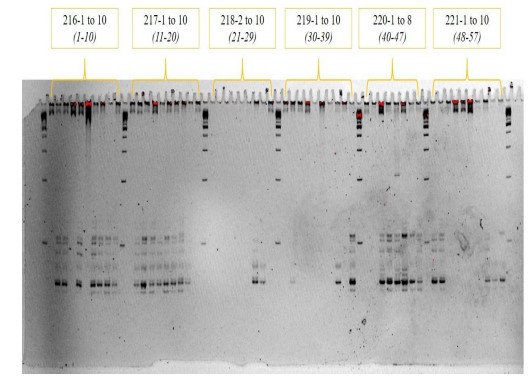 216-1 to 10
(1-10)
217-1 to 10
(11-20)
218-2 to 10
(21-29)
219-1 to 10
(30-39)
220-1 to 8
(40-47)
221-1 to 10
(48-57)